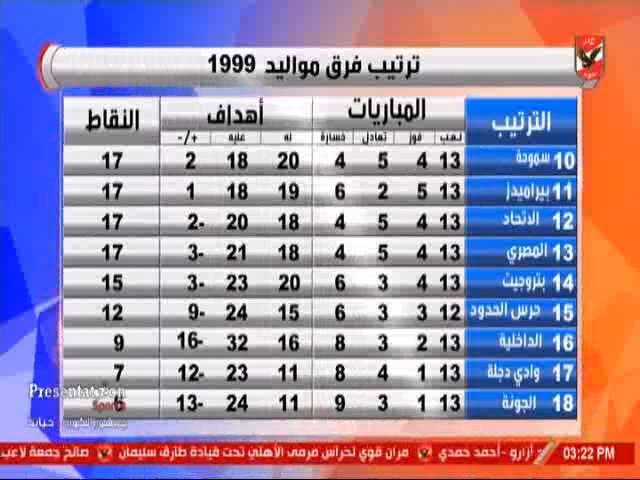 ترتيب فرق مواليد 1999
الترتيب المباريات أهداف النقاط
لعب فوز تعادل خسارة له عليه +/-
10 سموحة 13 4 5 4 20 18 2 17
11 بيراميدز 13 5 2 6 19 18 1 17
12 الاتحاد 13 4 5 4 18 20 2- 17
13 المصري 13 4 5 4 18 21 3- 17
14 بتروجيت 13 4 3 6 20 23 3- 15
15 حرس الحدود 12 3 3 6 15 24 9- 12
16 الداخلية 13 2 3 8 16 32 16- 9
17 وادي دجلة 13 1 4 8 11 23 12- 7
18 الجونة 13 1 3 9 11 24 13-
Presentation
Sports
أزارو -أحمد حمدي مران قوي لحراس مرمى الأهلي تحت قيادة طارق سليمان صالح جمعة لاعب
03:22 PM